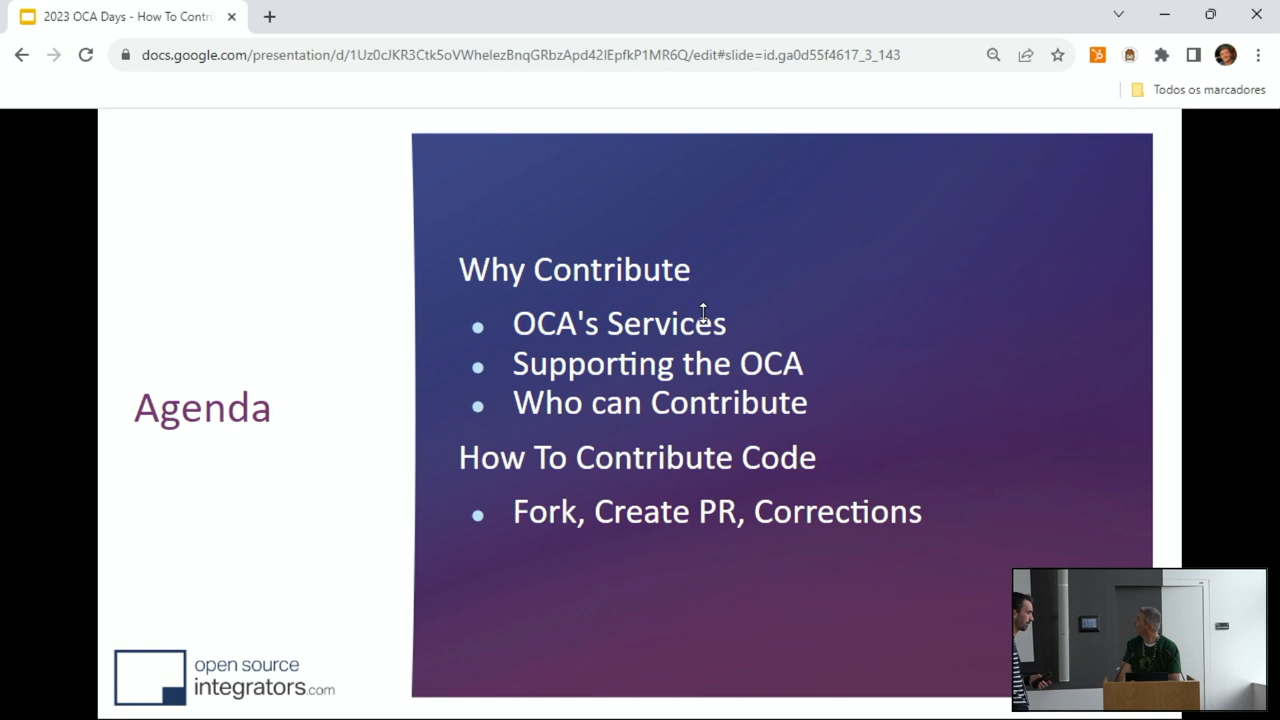 2023 OCA Days - How To Contri
docs.google.com/presentation/d/1Uz0cJKR3Ctk5oVWhelezBnqGRbzApd42IEpfkP1MR6Q/edit#slide=id.ga0d55f4617_3_143
Todos os marcadores
Agenda
Why Contribute
OCA's Services
Supporting the OCA
Who can Contribute
How To Contribute Code
Fork, Create PR, Corrections
open source
integrators.com